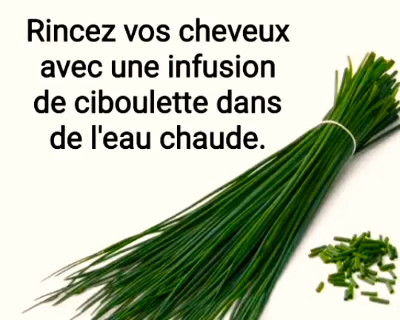 Rincez vos cheveux
avec une infusion
de ciboulette dans
de l'eau chaude.